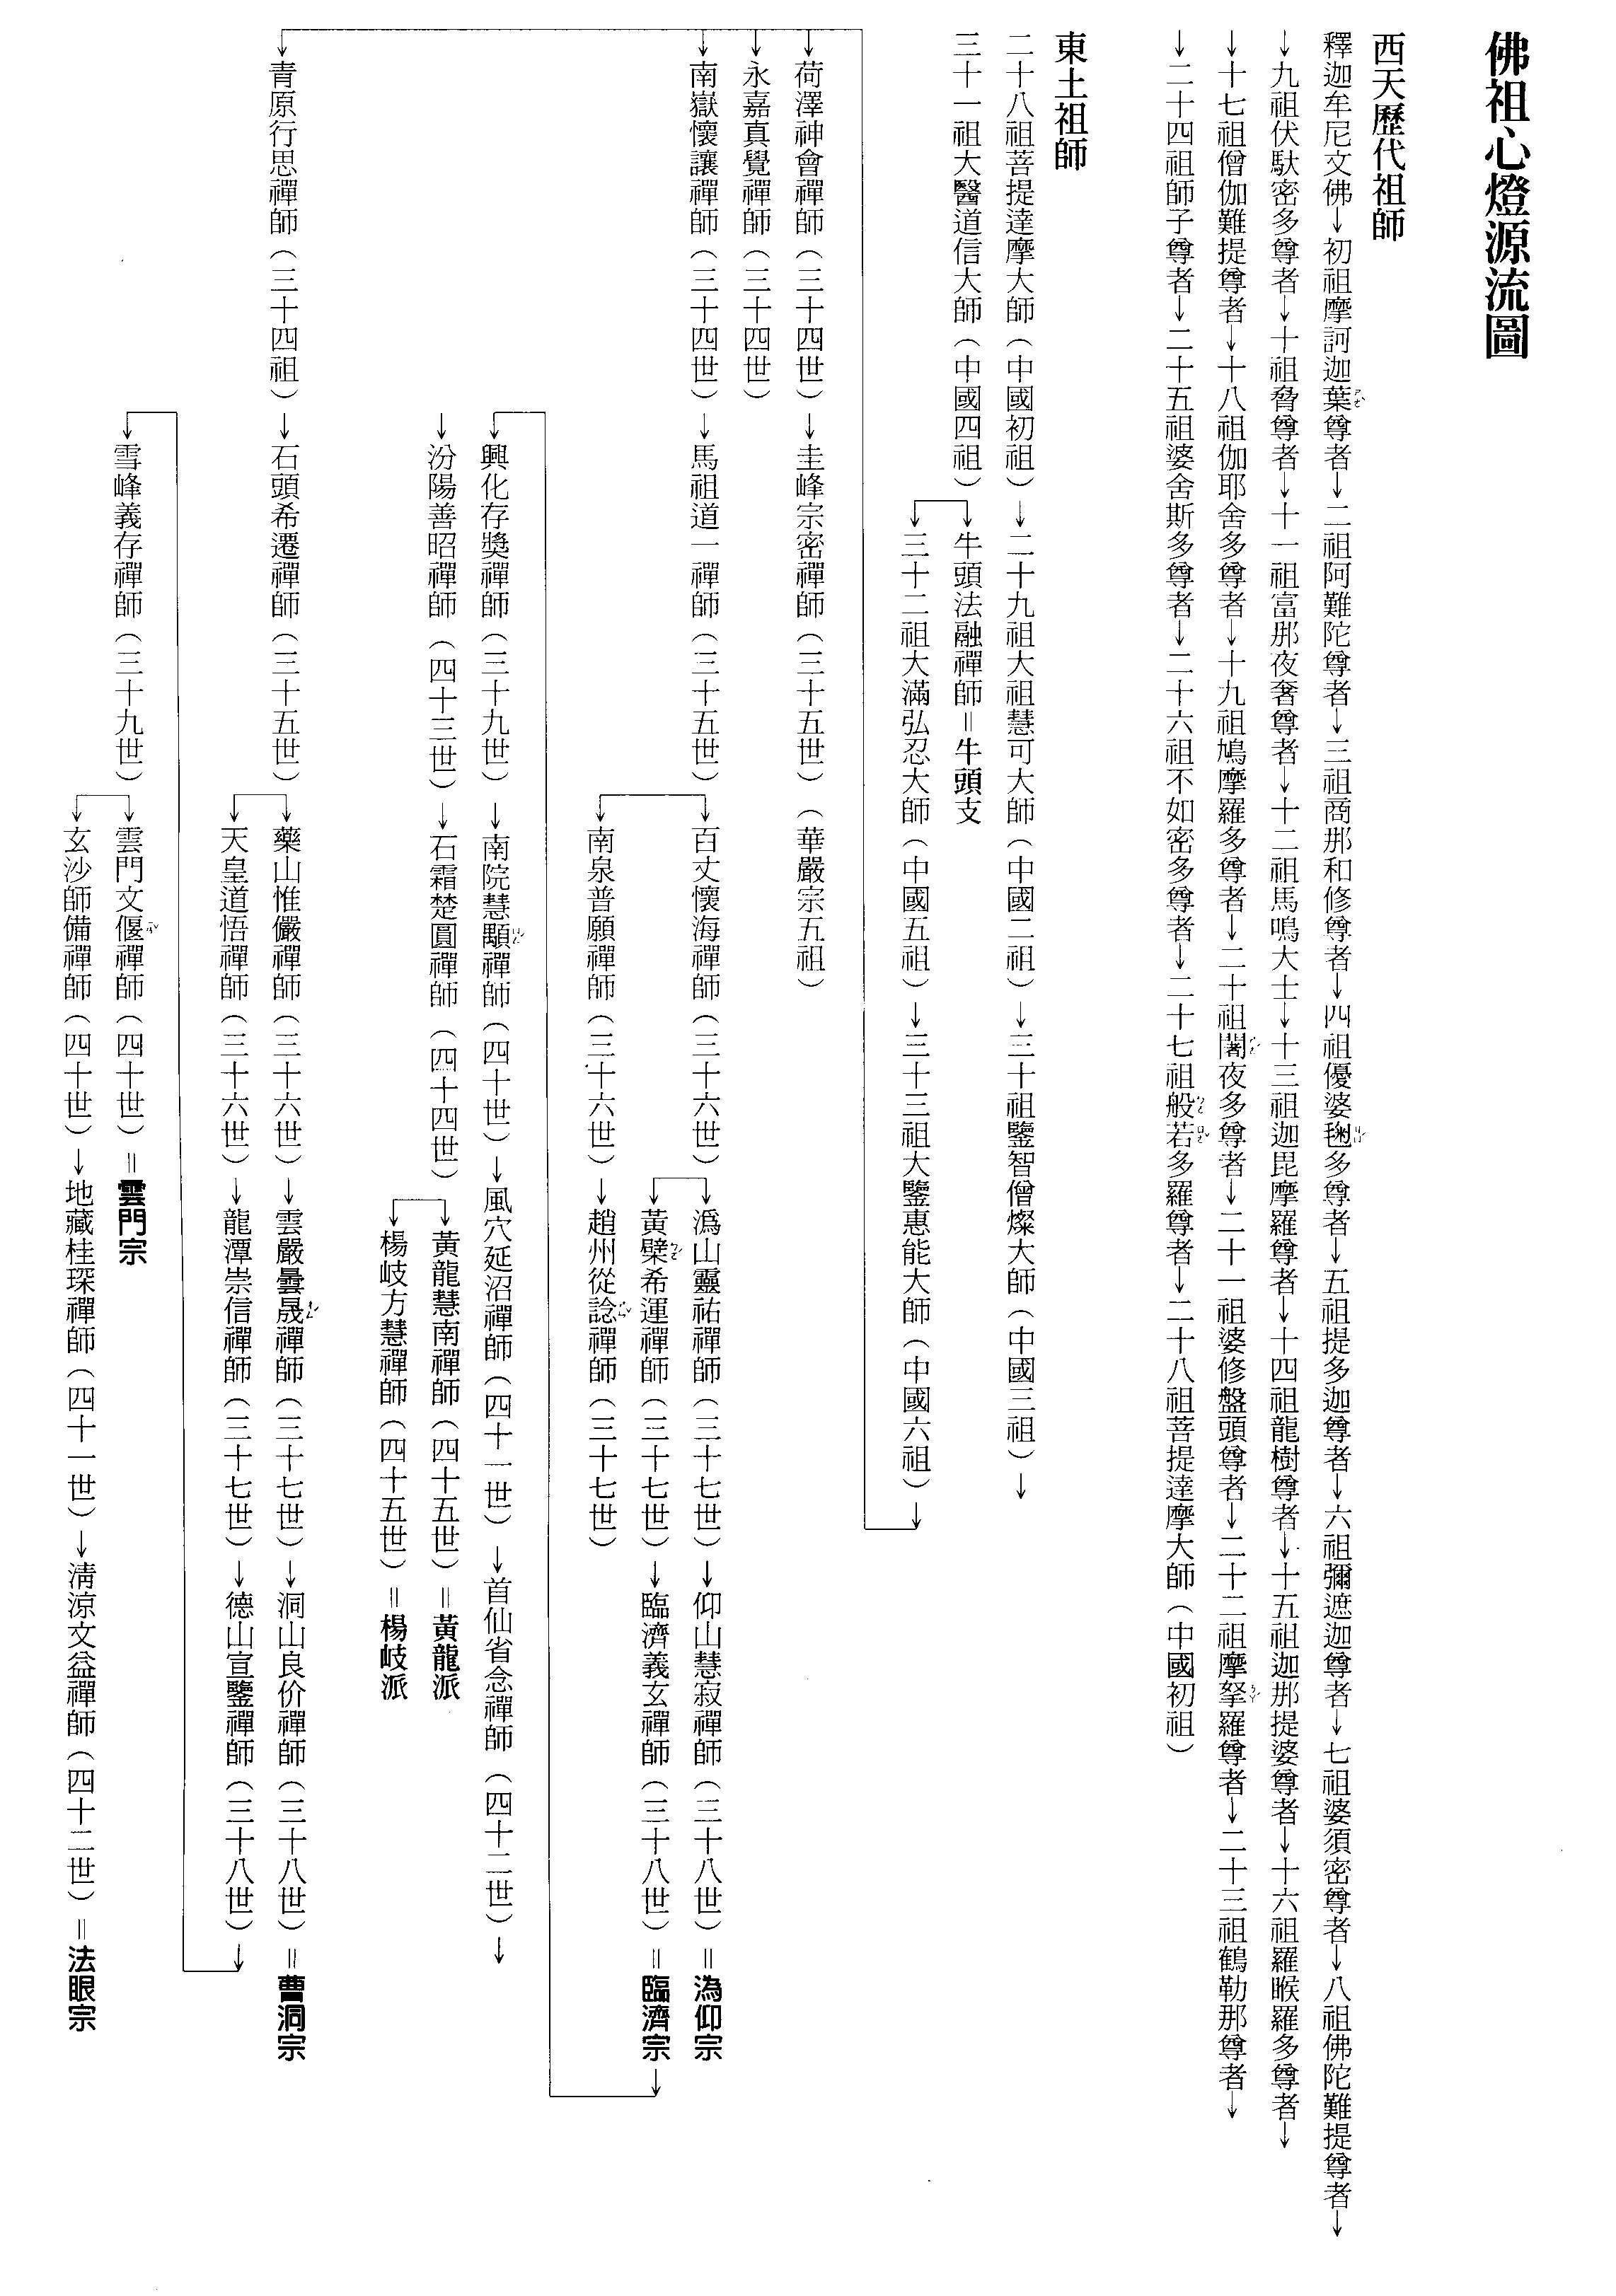 佛祖心燈源流圖
西天歷代祖師
釋迦牟尼文佛→初祖摩訶迦葉尊者→二祖阿難陀尊者→三祖商那和修尊者→四祖優婆毱多尊者→五祖提多迦尊者→六祖彌遮迦尊者→七祖婆須密尊者→八祖佛陀難提尊者→
→九祖伏馱密多尊者→十祖脅尊者→十一祖富那夜奢尊者→十二祖馬鳴大士→十三祖迦毘摩羅尊者→十四祖龍樹尊者→十五祖迦那提婆尊者→十六祖羅睺羅多尊者→
→十七祖僧伽難提尊者→十八祖伽耶舍多尊者→十九祖鳩摩羅多尊者→二十祖闍夜多尊者→二十一祖婆修盤頭尊者→二十二祖摩拏羅尊者→二十三祖鶴勒那尊者→
→二十四祖師子尊者→二十五祖婆舍斯多尊者→二十六祖不如密多尊者→二十七祖般若多羅尊者→二十八祖菩提達摩大師（中國初祖）
東土祖師
二十八祖菩提達摩大師（中國初祖）→二十九祖大祖慧可大師（中國二祖）→三十祖鑒智僧燦大師（中國三祖）→
三十一祖大醫道信大師（中國四祖）→牛頭法融禪師＝牛頭支
→三十二祖大滿弘忍大師（中國五祖）→三十三祖大鑒惠能大師（中國六祖）→
→荷澤神會禪師（三十四世）→圭峰宗密禪師（三十五世）（華嚴宗五祖）
→永嘉真覺禪師（三十四世）
→南嶽懷讓禪師（三十四世）→馬祖道一禪師（三十五世）→百丈懷海禪師（三十六世）→溈山靈祐禪師（三十七世）→仰山慧寂禪師（三十八世）＝溈仰宗
→黃檗希運禪師（三十七世）→臨濟義玄禪師（三十八世）＝臨濟宗→
→南泉普願禪師（三十六世）→趙州從諗禪師（三十七世）
→興化存獎禪師（三十九世）→南院慧顒禪師（四十世）→風穴延沼禪師（四十一世）→首仙省念禪師（四十二世）→
→汾陽善昭禪師（四十三世）→石霜楚圓禪師（四十四世）→黃龍慧南禪師（四十五世）＝黃龍派
→楊岐方慧禪師（四十五世）＝楊岐派
→青原行思禪師（三十四祖）→石頭希遷禪師（三十五世）→藥山惟儼禪師（三十六世）→雲嚴曇晟禪師（三十七世）→洞山良价禪師（三十八世）＝曹洞宗
→天皇道悟禪師（三十六世）→龍潭崇信禪師（三十七世）→德山宣鑒禪師（三十八世）→
→雪峰義存禪師（三十九世）→雲門文偃禪師（四十世）＝雲門宗
→玄沙師備禪師（四十世）→地藏桂琛禪師（四十一世）→清涼文益禪師（四十二世）＝法眼宗